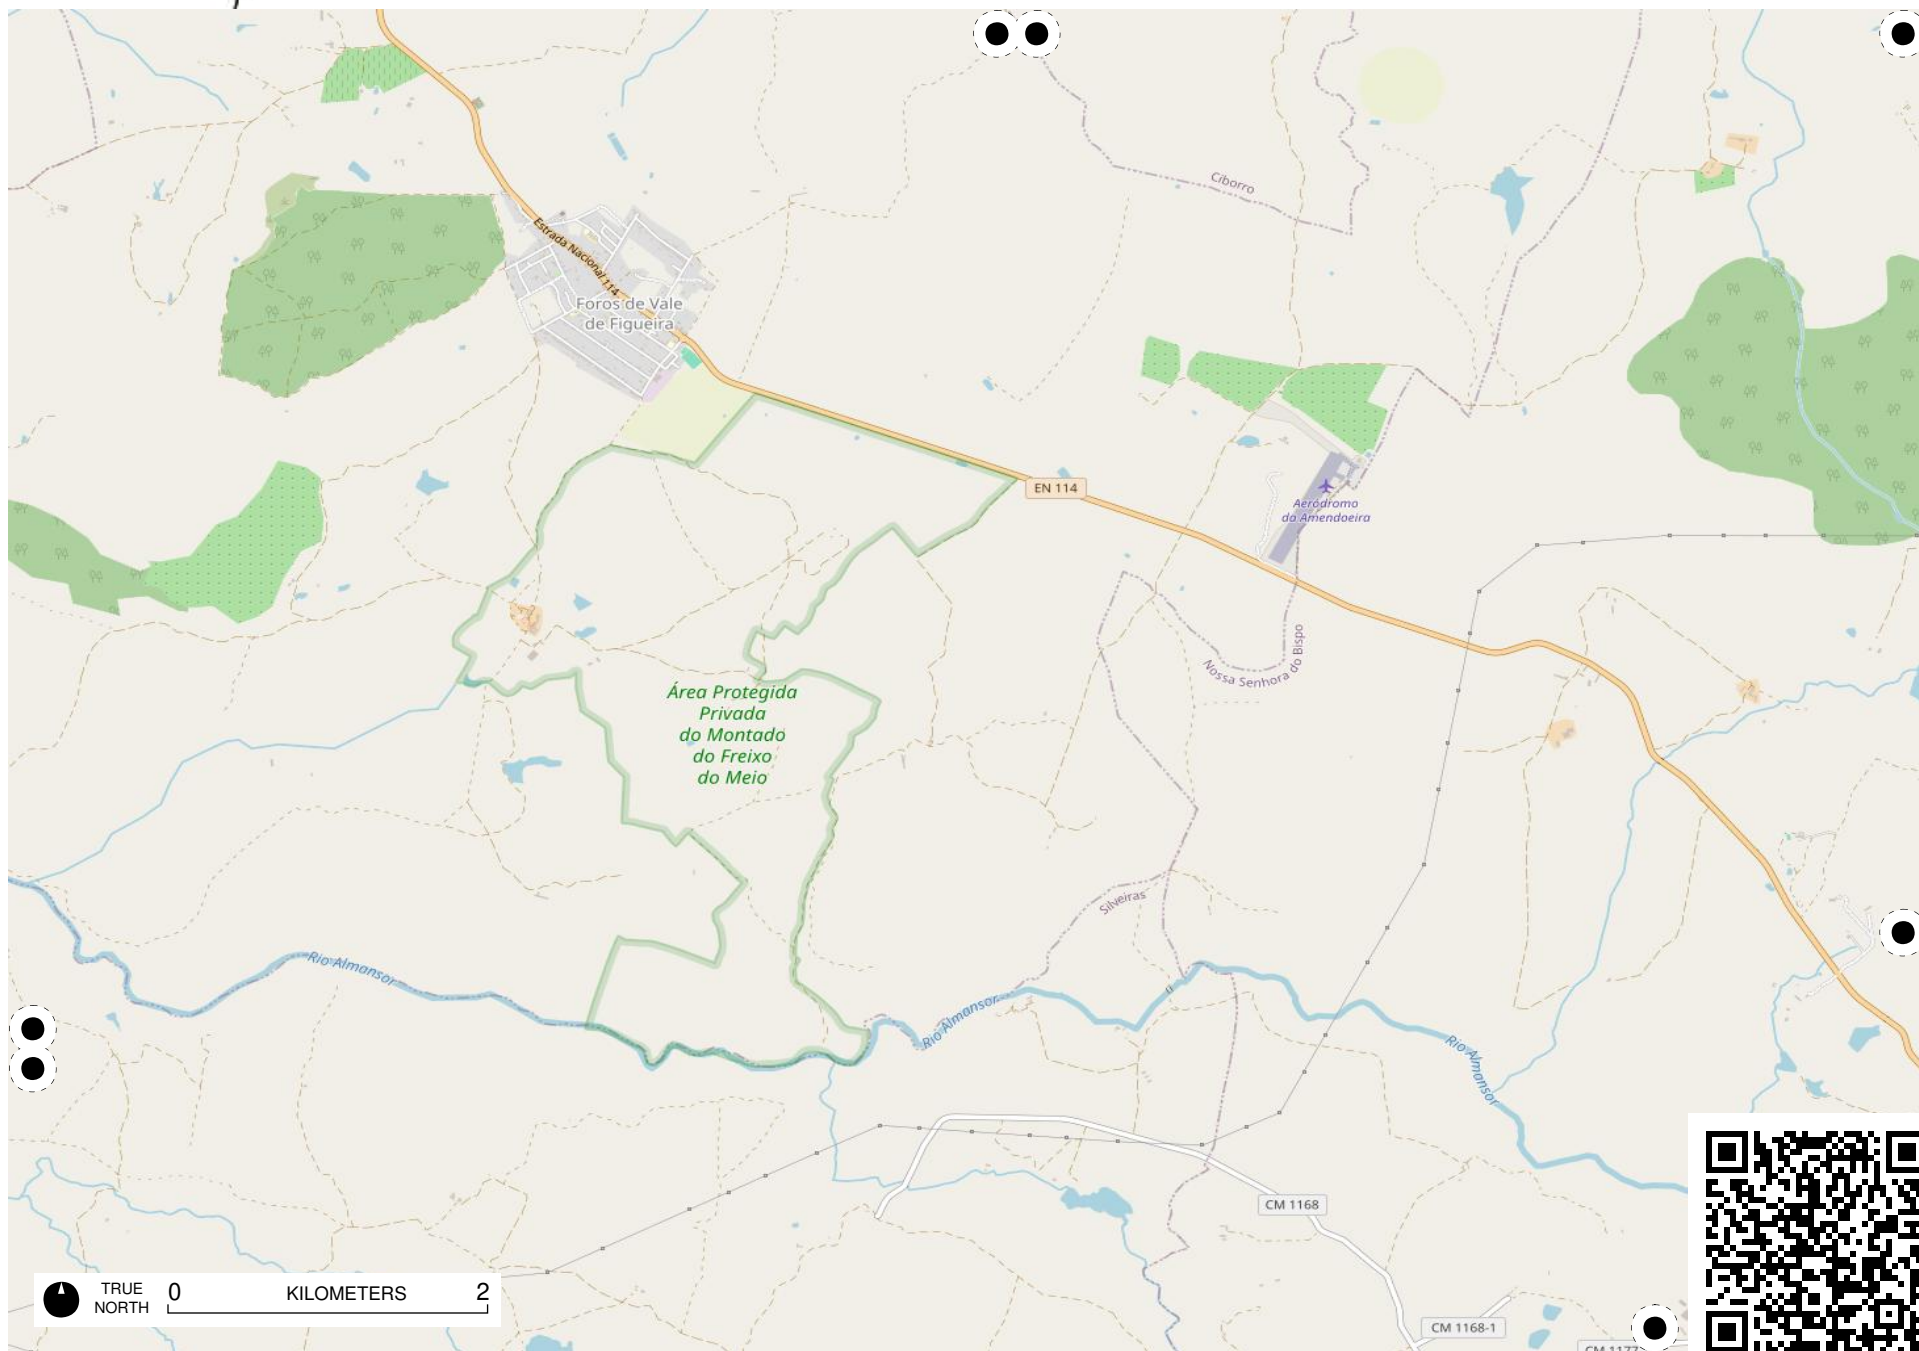 Ciborro
Estrada Nacional 114
Foros de Vale
de Figueira
EN 114
Aeródromo
da Amendoeira
Nossa Senhora do Bispo
Área Protegida
Privada
do Montado
do Freixo
do Meio
Silveiras
Rio Almansor
Rio Almansor
Rio Almansor
CM 1168
TRUE
NORTH
0 KILOMETERS 2
CM 1168-1
CM 1177